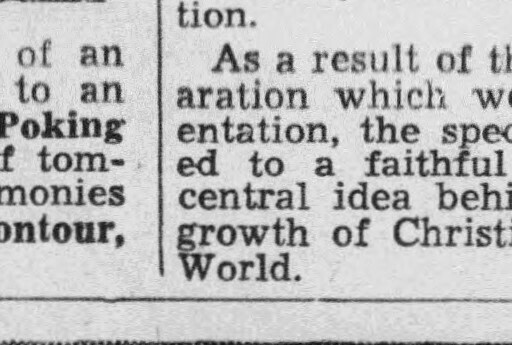 of an
to an
Poking
f tom-
monies
ontour,
tion.
As a result of th
aration which we
entation, the spec
ed to a faithful
central idea behi
growth of Christi
World.